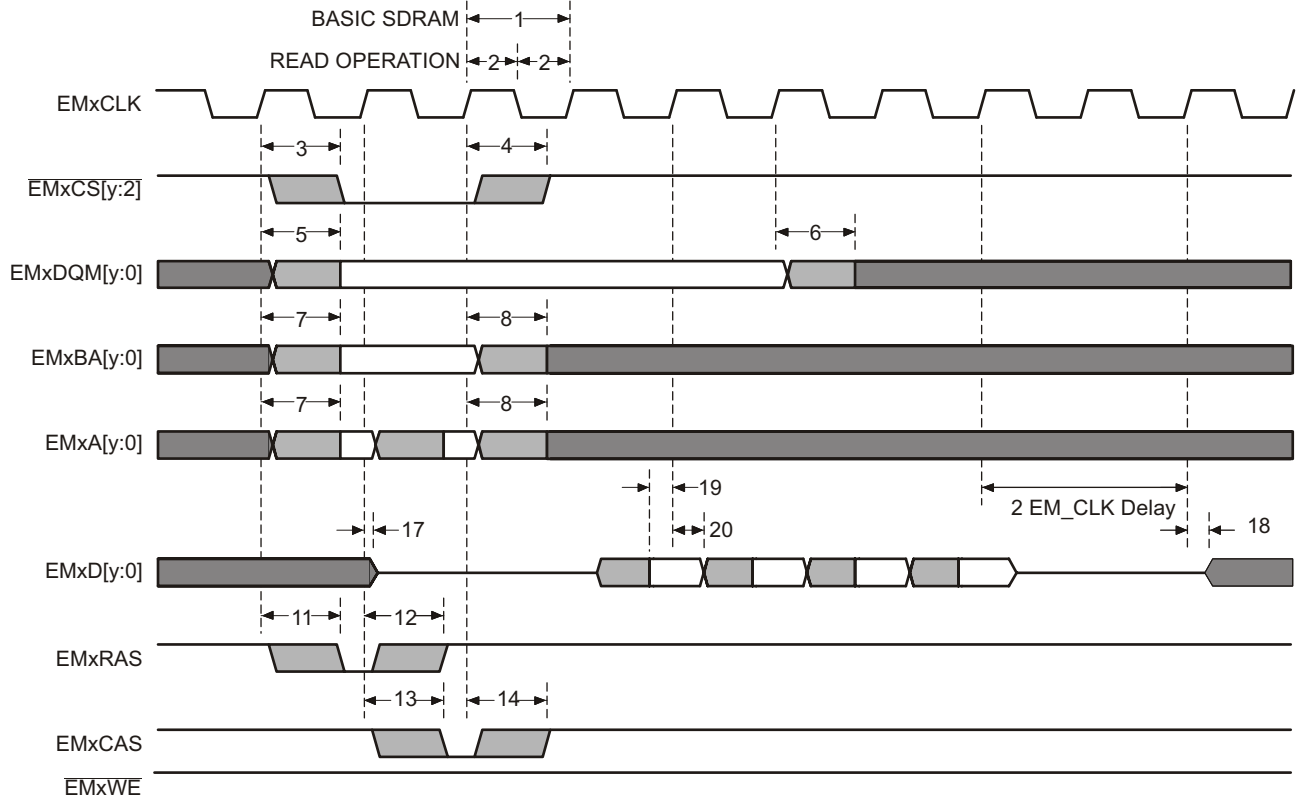 BASIC SDRAM
1
READ OPERATION
2 2
EMxCLK
3 4
EMxCS[y:2]
5 6
EMxDQM[y:0]
7 8
EMxBA[y:0]
7 8
EMxA[y:0]
19
2 EM_CLK Delay
17 20 18
EMxD[y:0]
11 12
EMxRAS
13 14
EMxCAS
EMxWE